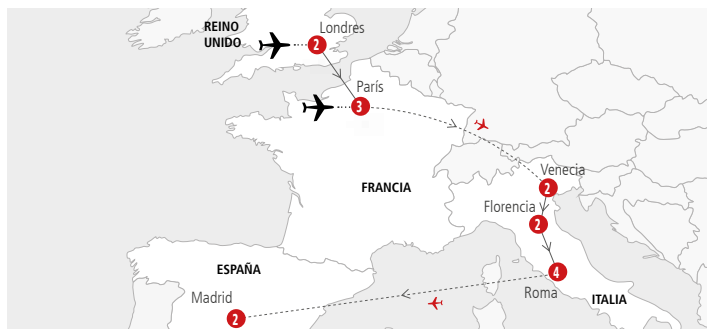 REINO
UNIDO
Londres
2
París
3
FRANCIA
Venecia
2
Florencia
2
ESPAÑA
Madrid
2
Roma
4
ITALIA